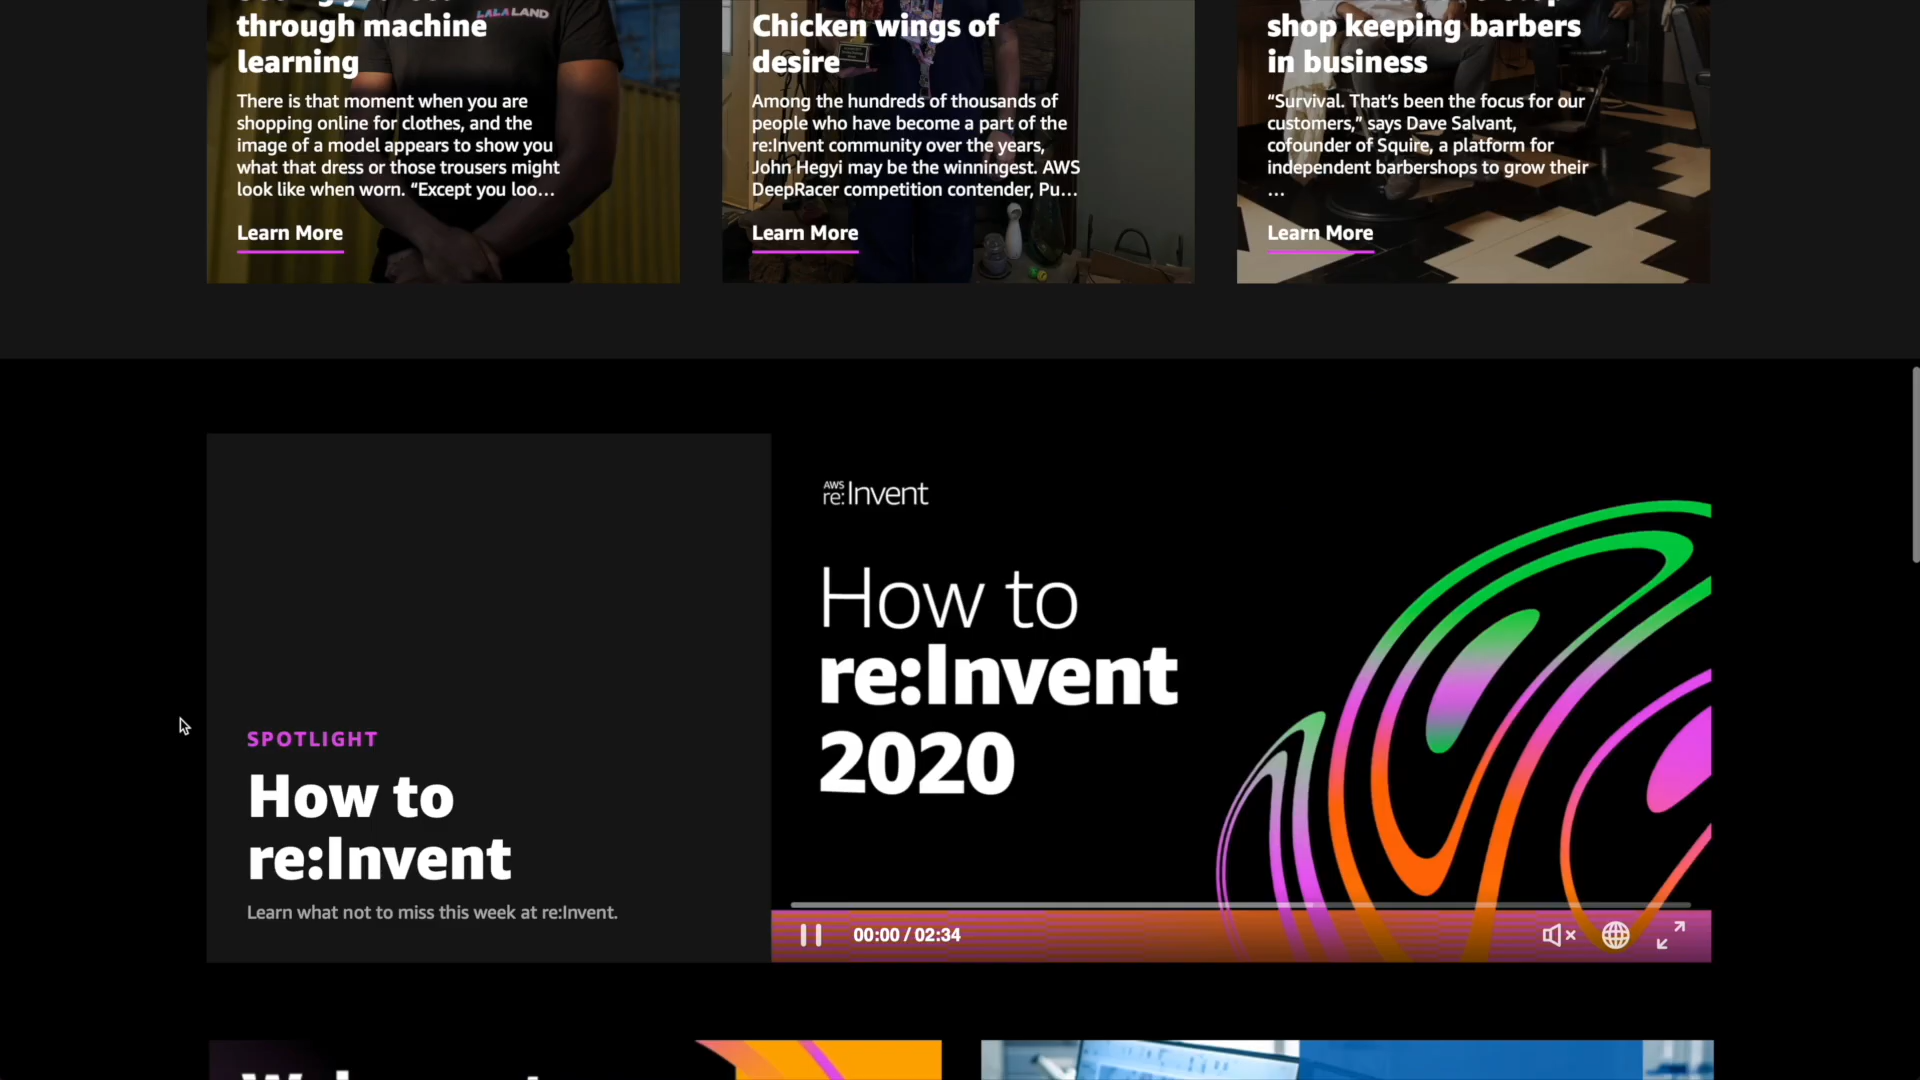 LALA LAND
through machine
learning
There is that moment when you are
shopping online for clothes, and the
image of a model appears to show you
what that dress or those trousers might
look like when worn. “Except you loo...
Learn More
Chicken wings of
desire
Among the hundreds of thousands of
people who have become a part of the
re:Invent community over the years,
John Hegyi may be the winningest. AWS
DeepRacer competition contender, Pu...
Learn More
shop keeping barbers
in business
“Survival. That’s been the focus for our
customers,” says Dave Salvant,
cofounder of Squire, a platform for
independent barbershops to grow their
...
Learn More
SPOTLIGHT
How to
re:Invent
Learn what not to miss this week at re:Invent.
AWS
re:Invent
How to
re:Invent
2020
00:00 / 02:34